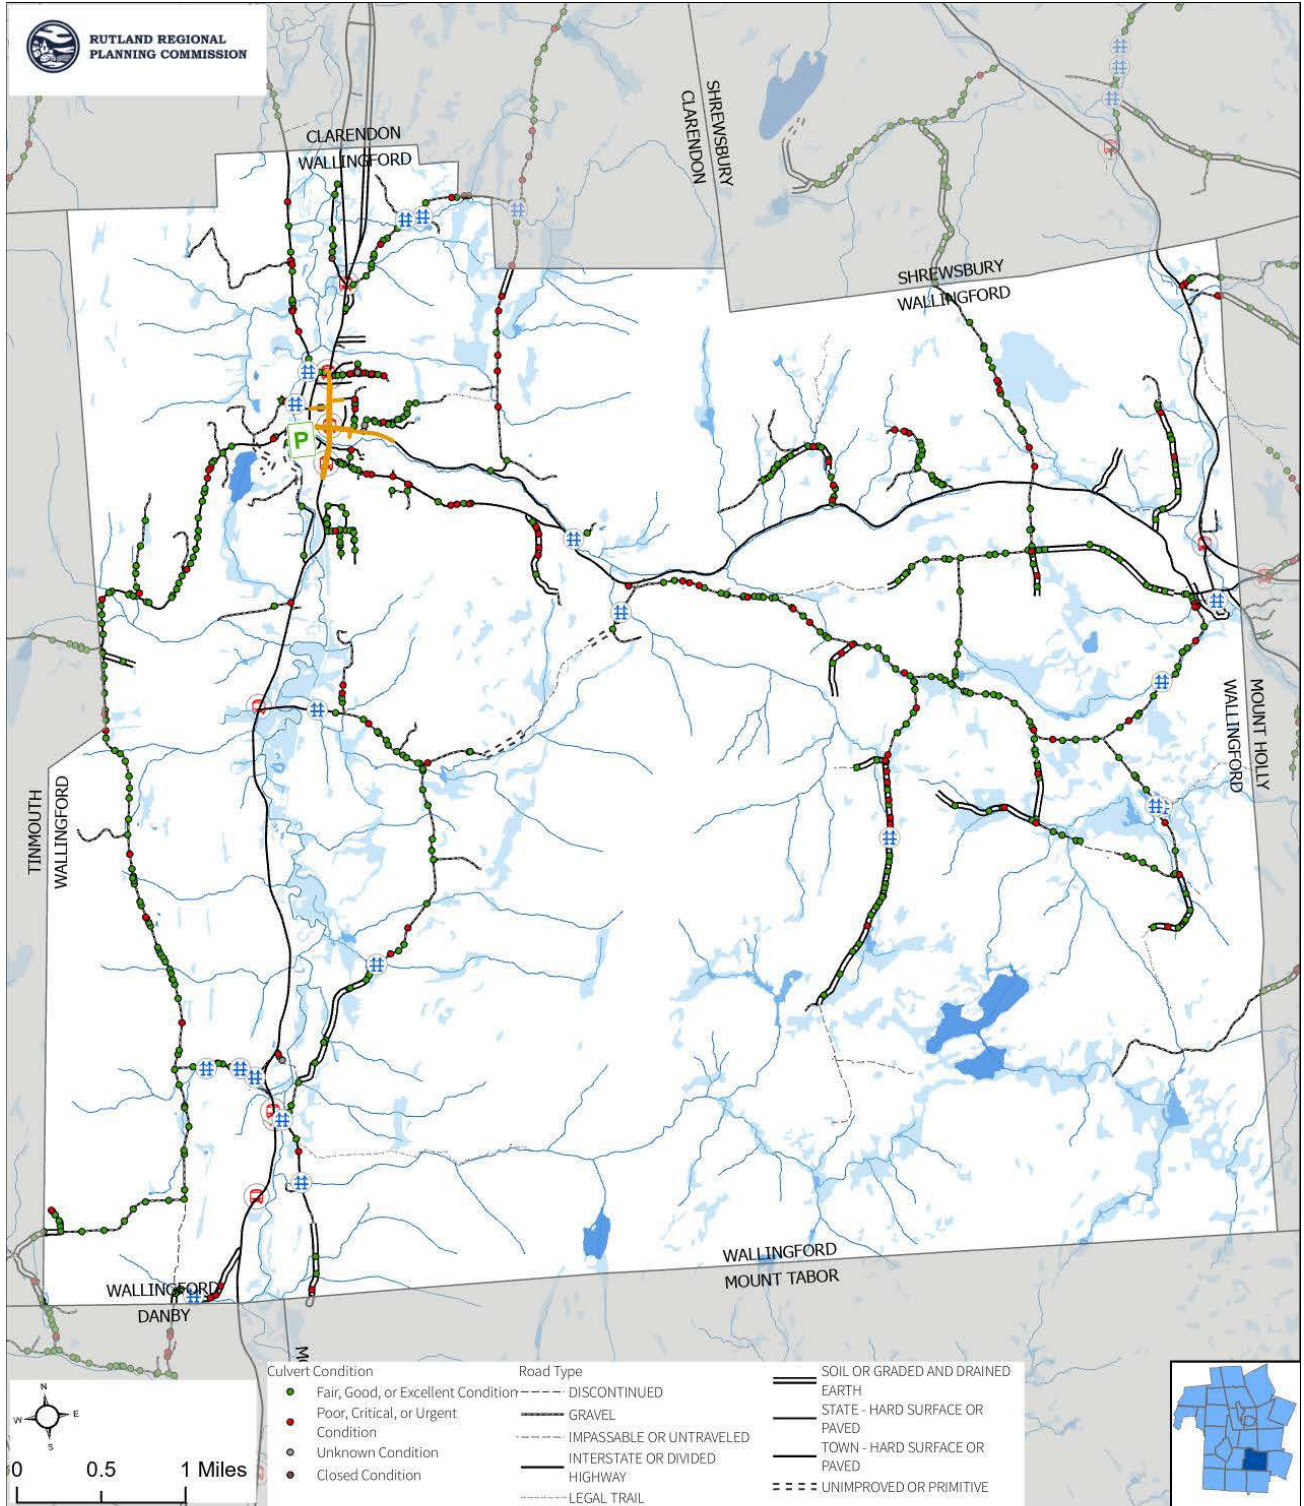 RUTLAND REGIONAL
PLANNING COMMISSION
CLARENDON
WALLINGFORD
SHREWSBURY
CLARENDON
SHREWSBURY
WALLINGFORD
P
MOUNT HOLLY
WALLINGFORD
TINMOUTH
WALLINGFORD
WALLINGFORD
MOUNT TABOR
WALLINGFORD
DANBY
MO
N
W E
S
0 0.5 1 Miles
Culvert Condition
Fair, Good, or Excellent Condition
Poor, Critical, or Urgent
Condition
Unknown Condition
Closed Condition
Road Type
DISCONTINUED
GRAVEL
IMPASSABLE OR UNTRAVELED
INTERSTATE OR DIVIDED
HIGHWAY
LEGAL TRAIL
SOIL OR GRADED AND DRAINED
EARTH
STATE - HARD SURFACE OR
PAVED
TOWN - HARD SURFACE OR
PAVED
UNIMPROVED OR PRIMITIVE